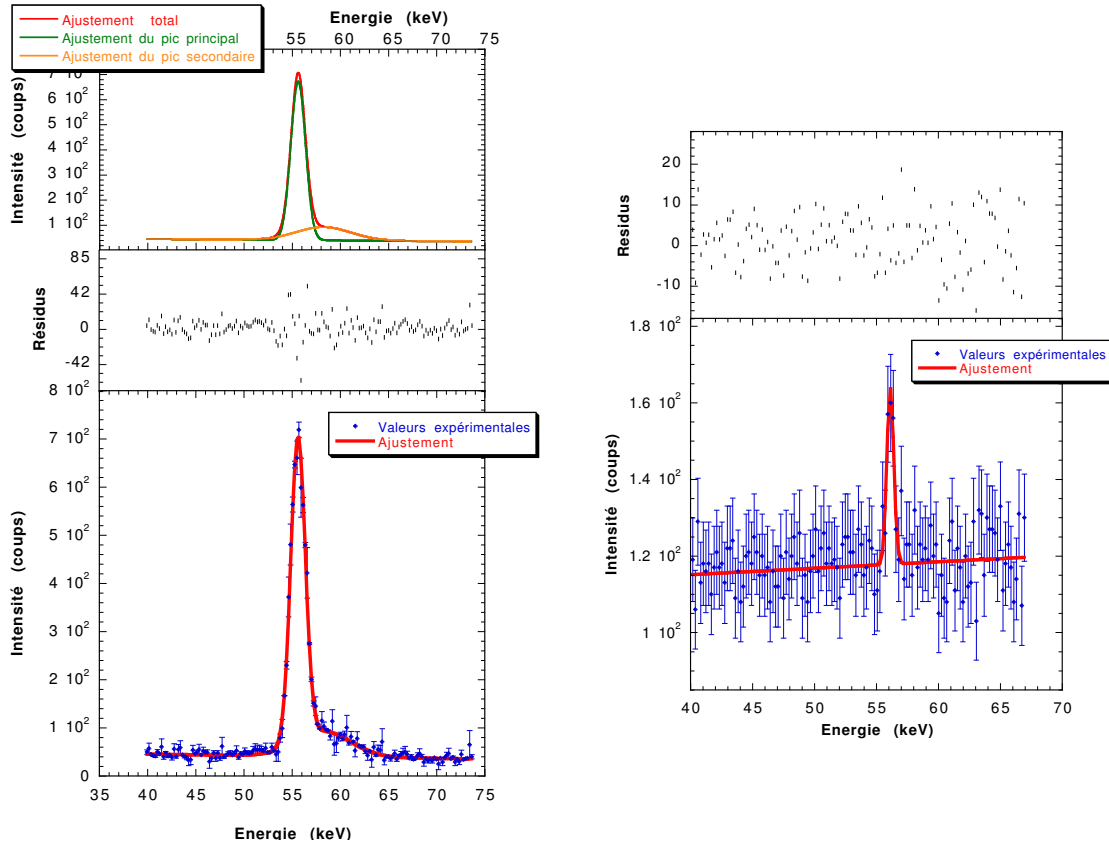 Energie (keV)
55 60 65 70 75
Ajustement total
Ajustement du pic principal
Ajustement du pic secondaire
Intensité (coups)
6 10²
5 10²
4 10²
3 10²
2 10²
1 10²
Résidus
85
42
0
-42
8 10²
7 10²
6 10²
5 10²
4 10²
3 10²
2 10²
1 10²
0
Intensité (coups)
Valeurs expérimentales
Ajustement
35 40 45 50 55 60 65 70 75
Energie (keV)
Residus
20
10
0
-10
1.8 10²
1.6 10²
1.4 10²
1.2 10²
1 10²
Intensité (coups)
Valeurs expérimentales
Ajustement
40 45 50 55 60 65 70
Energie (keV)